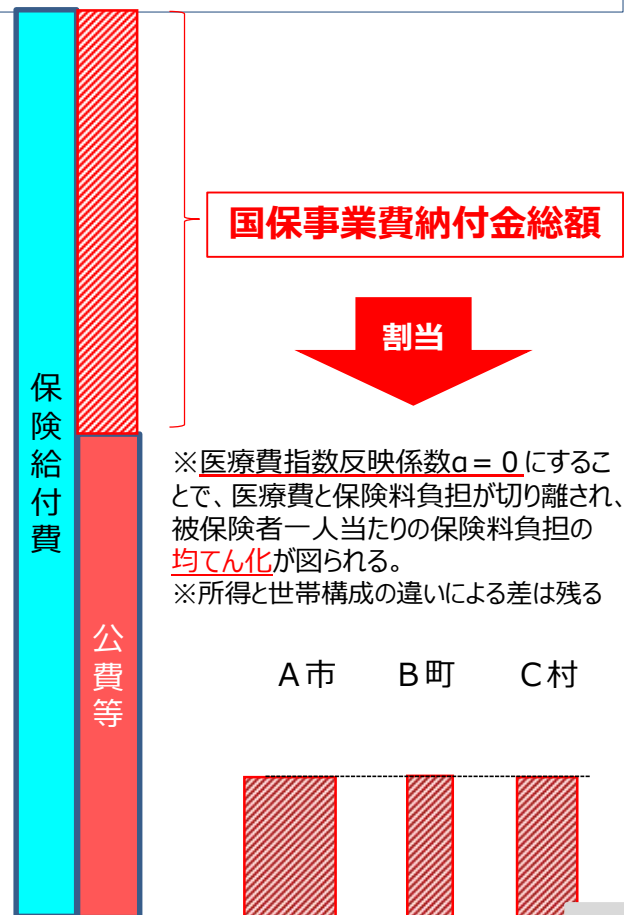 国保事業費納付金総額
割当
保険給付費
※医療費指数反映係数α=０にするこ
とで、医療費と保険料負担が切り離され、
被保険者一人当たりの保険料負担の
均てん化が図られる。
※所得と世帯構成の違いによる差は残る
公費等
A市 B町 C村